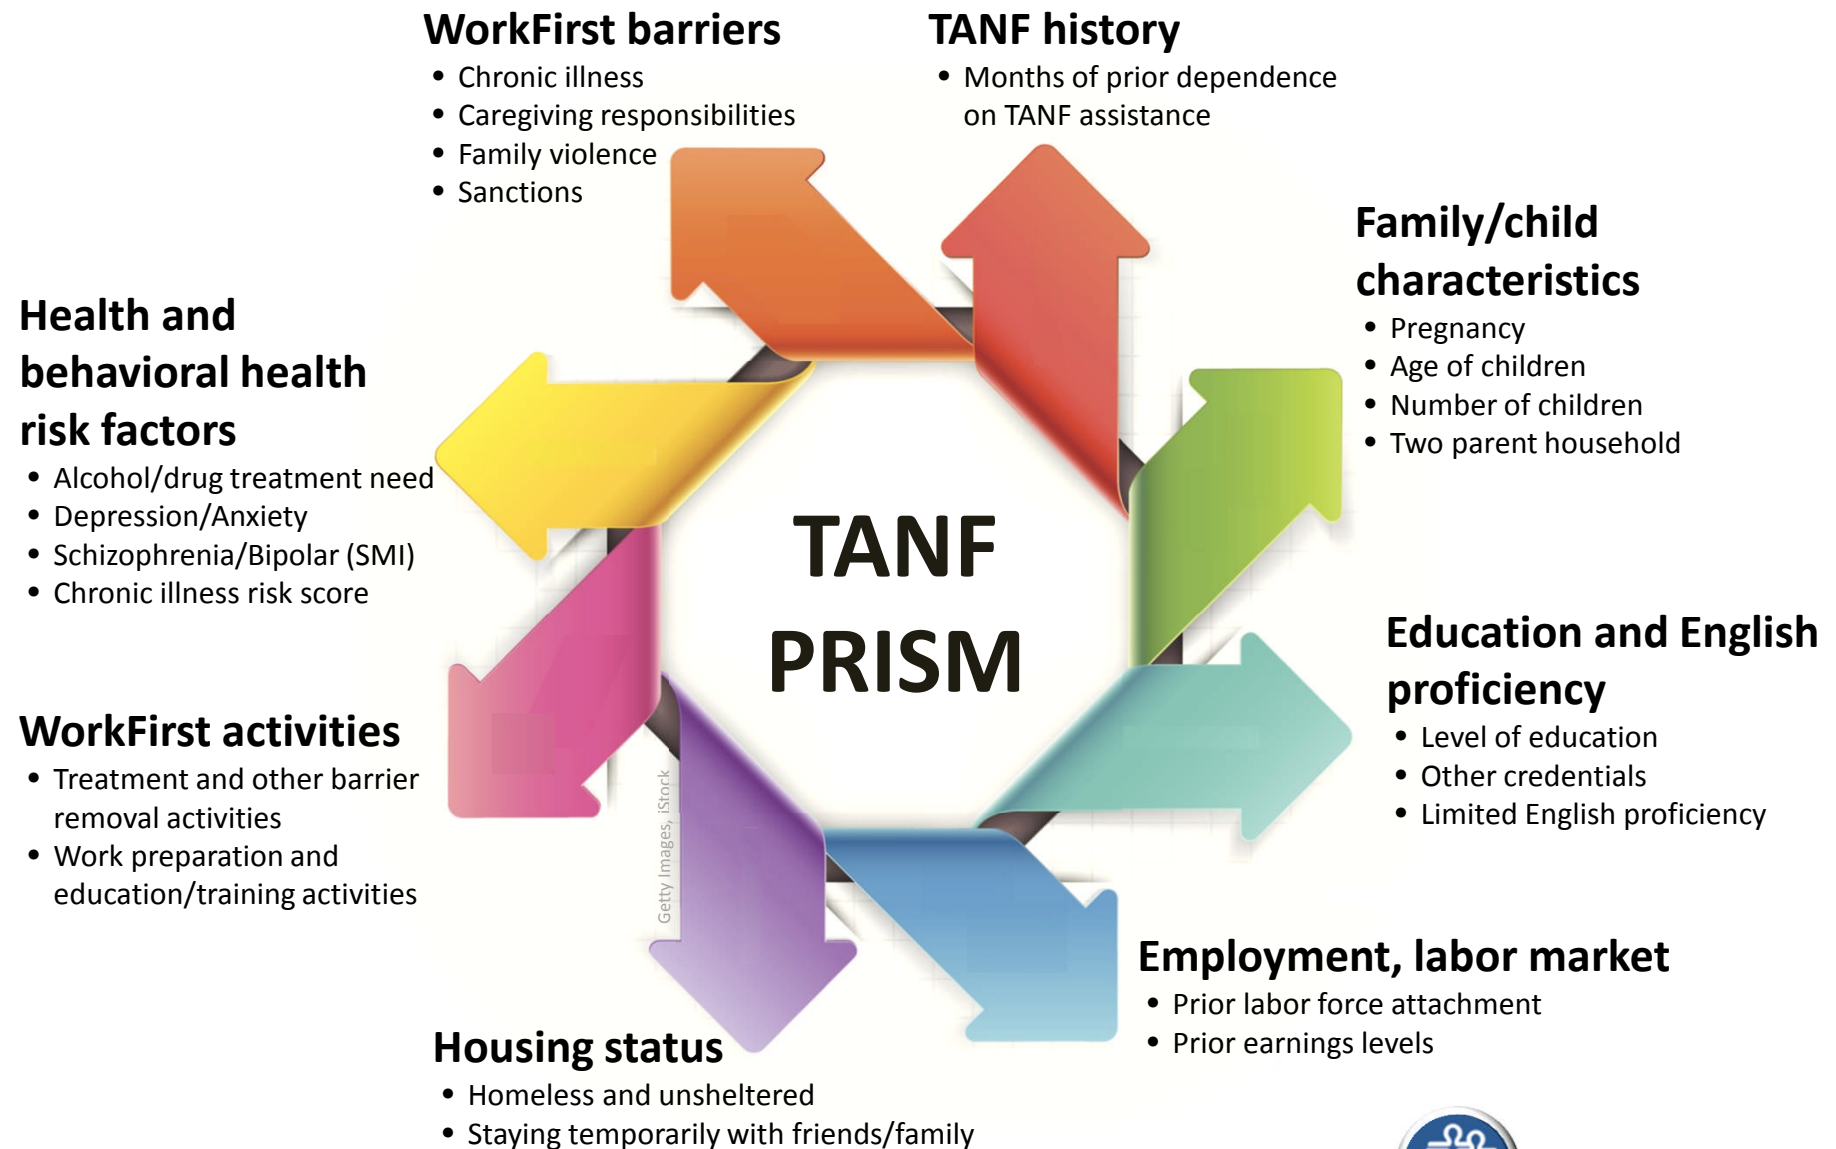 WorkFirst barriers
• Chronic illness
• Caregiving responsibilities
• Family violence
• Sanctions
TANF history
• Months of prior dependence
on TANF assistance
Family/child
characteristics
• Pregnancy
• Age of children
• Number of children
• Two parent household
Health and
behavioral health
risk factors
• Alcohol/drug treatment need
• Depression/Anxiety
• Schizophrenia/Bipolar (SMI)
• Chronic illness risk score
TANF
PRISM
Education and English
proficiency
• Level of education
• Other credentials
• Limited English proficiency
WorkFirst activities
• Treatment and other barrier
removal activities
• Work preparation and
education/training activities
Getty Images, iStock
Employment, labor market
• Prior labor force attachment
• Prior earnings levels
Housing status
• Homeless and unsheltered
• Staying temporarily with friends/family